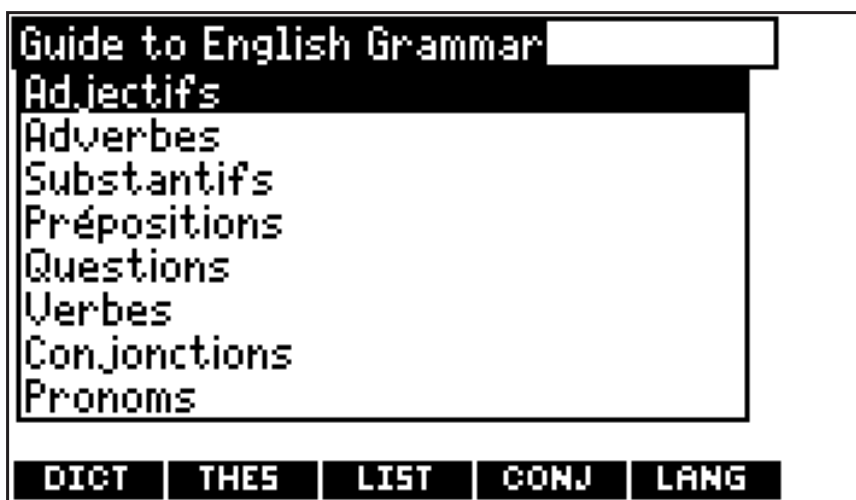 Guide to English Grammar
Adjectifs
Adverbes
Substantifs
Prépositions
Questions
Verbes
Conjonctions
Pronoms
DICT THES LIST CONJ LANG